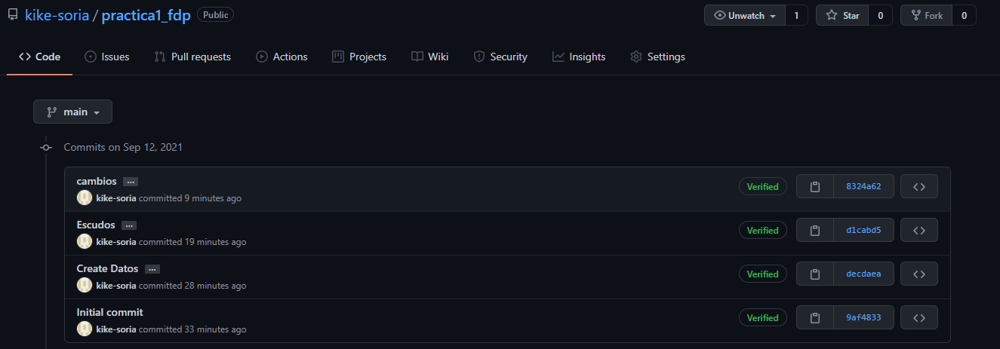 kike-soria / practica1_fdp Public Unwatch 1 Star 0 Fork 0
Code Issues Pull requests Actions Projects Wiki Security Insights Settings
main
Commits on Sep 12, 2021
cambios ...
kike-soria committed 9 minutes ago Verified 8324a62
Escudos ...
kike-soria committed 19 minutes ago Verified d1cabd5
Create Datos ...
kike-soria committed 28 minutes ago Verified decdaea
Initial commit
kike-soria committed 33 minutes ago Verified 9af4833